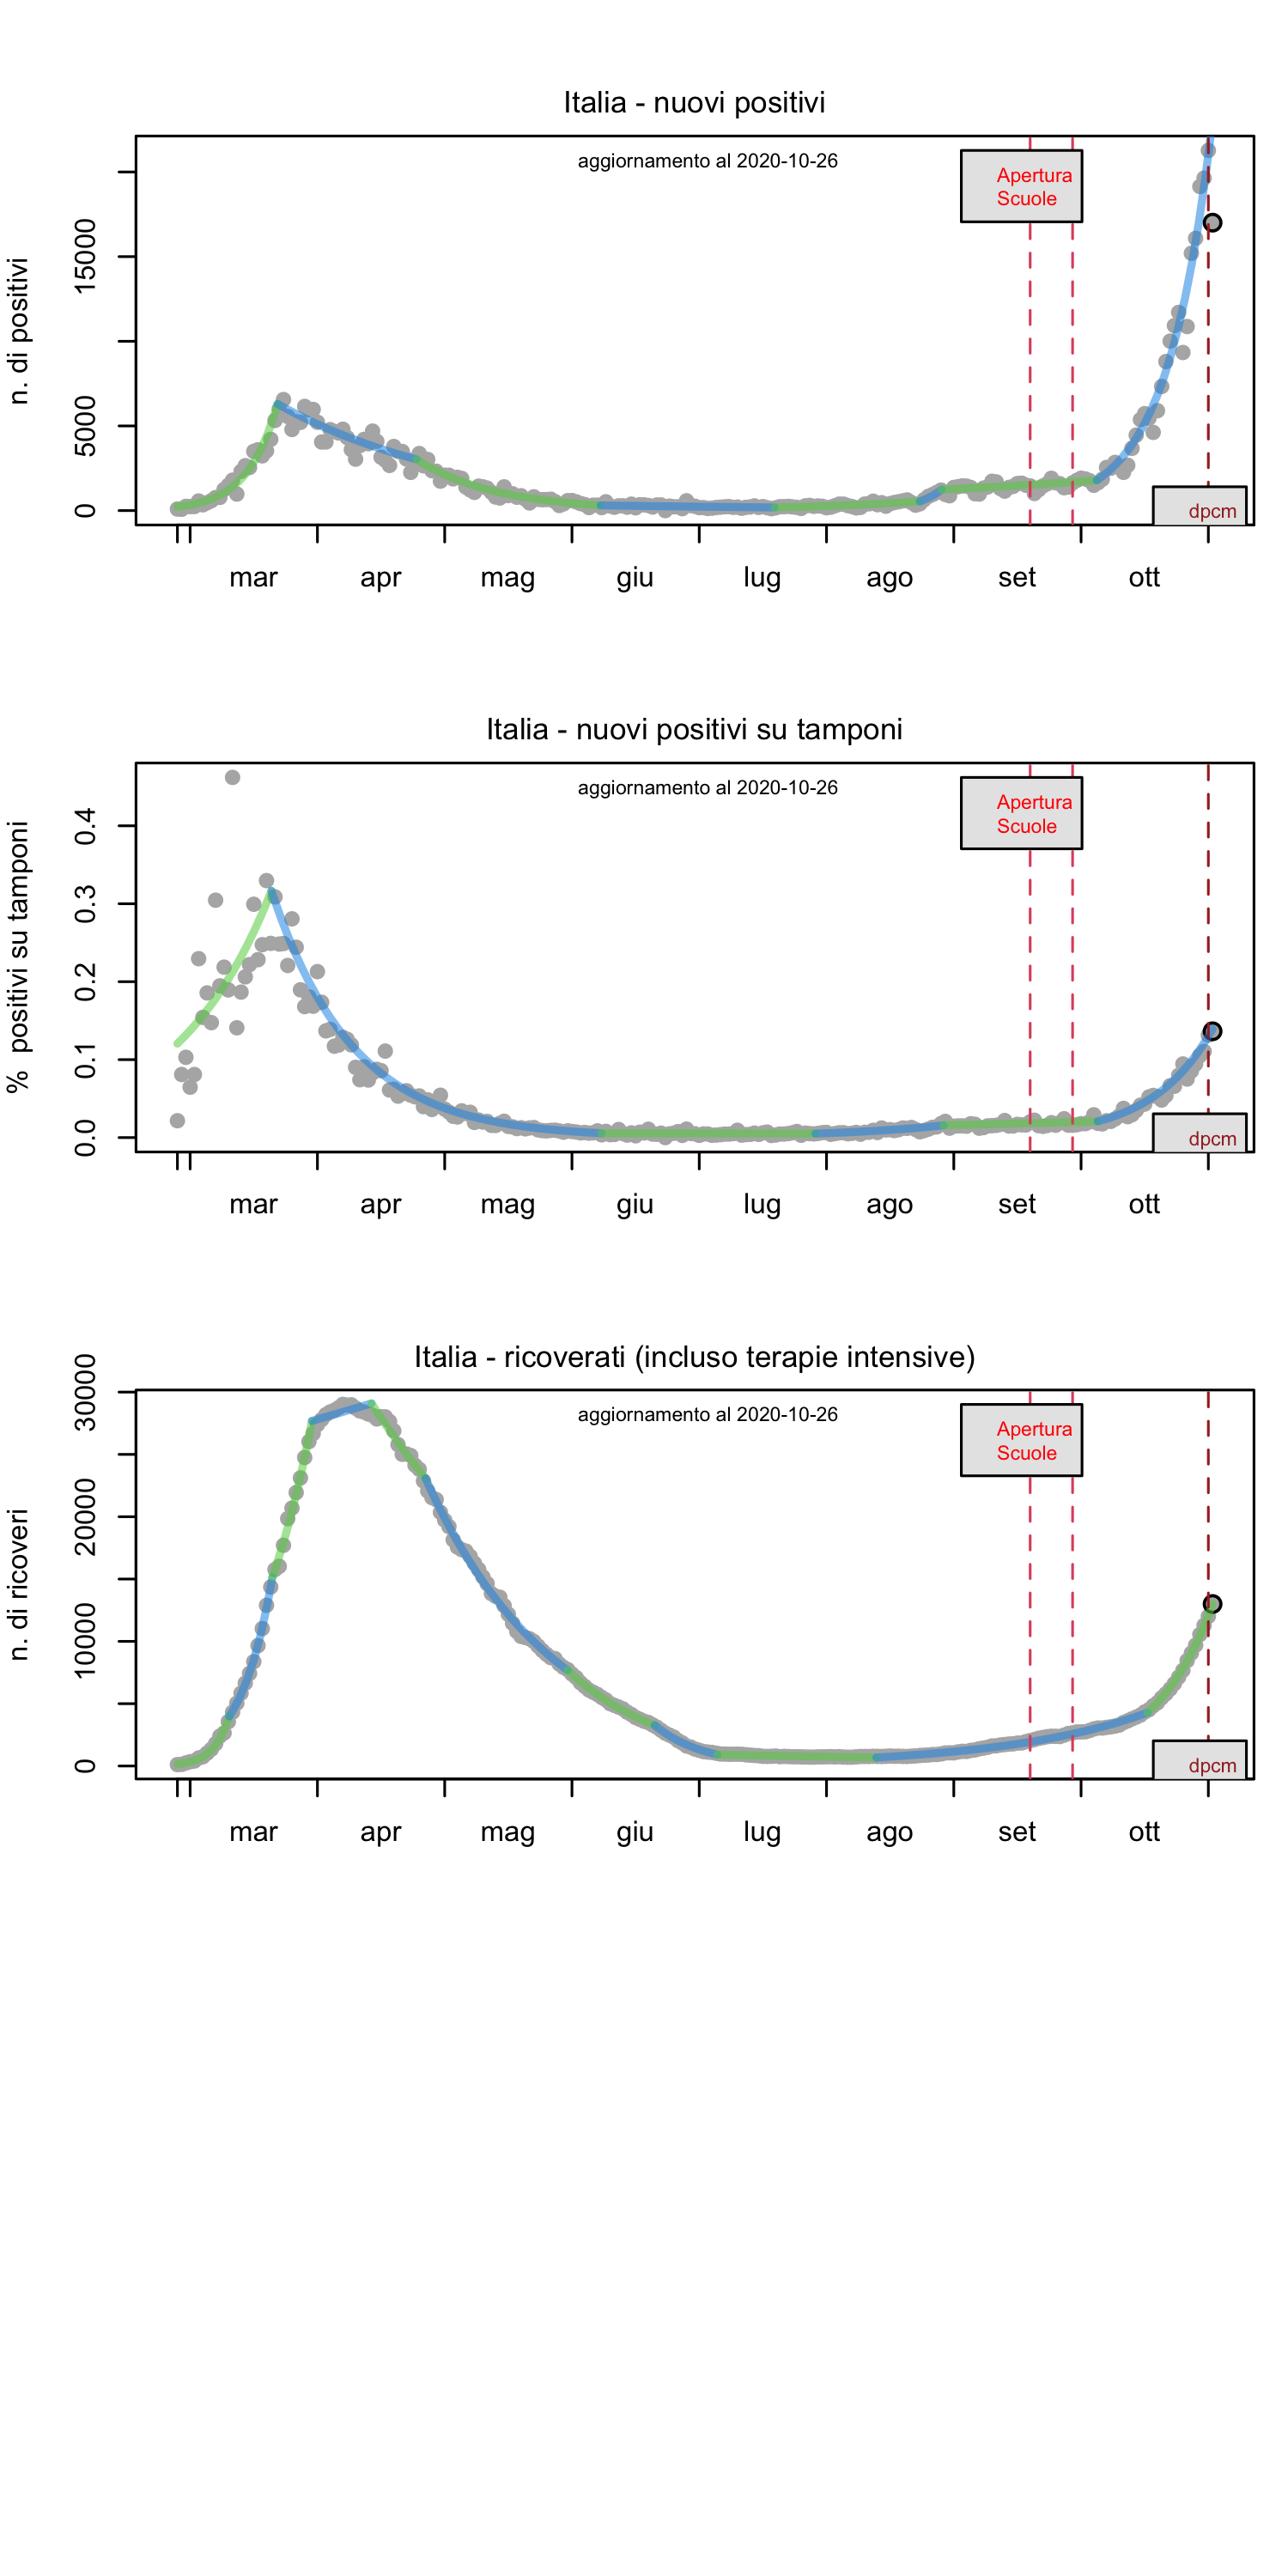 Italia - nuovi positivi
aggiornamento al 2020-10-26
Apertura
Scuole
n. di positivi
15000
5000
0
dpcm
mar apr mag giu lug ago set ott
Italia - nuovi positivi su tamponi
aggiornamento al 2020-10-26
Apertura
Scuole
% positivi su tamponi
0.4
0.3
0.2
0.1
0.0
dpcm
mar apr mag giu lug ago set ott
Italia - ricoverati (incluso terapie intensive)
aggiornamento al 2020-10-26
Apertura
Scuole
n. di ricoveri
30000
20000
10000
0
dpcm
mar apr mag giu lug ago set ott